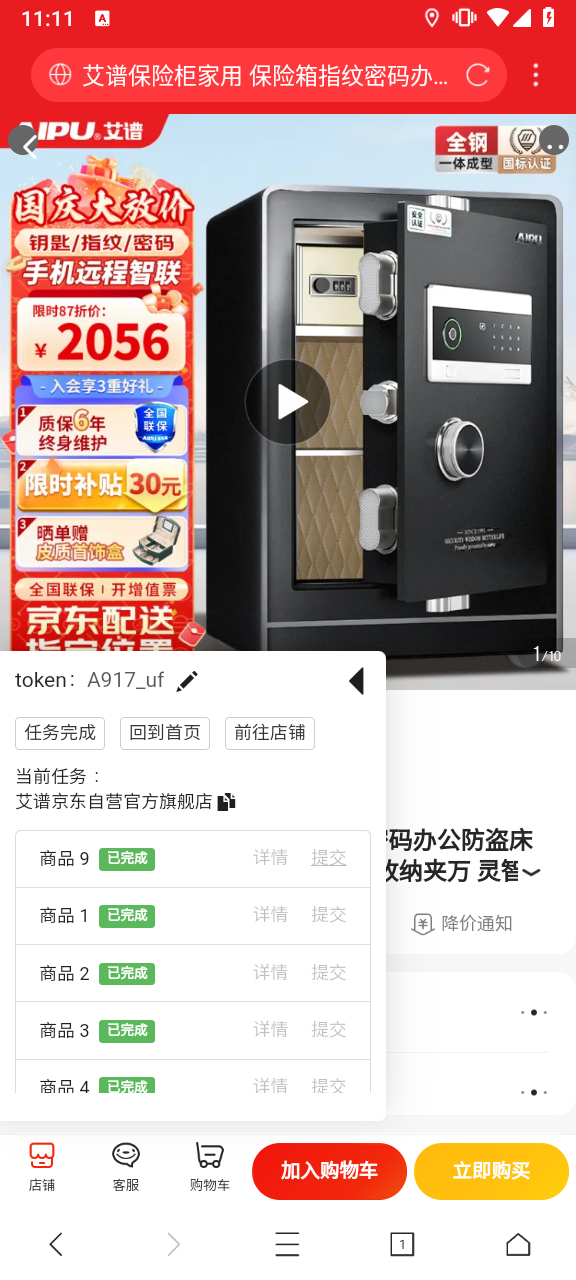 11:11
A
艾谱保险柜家用 保险箱指纹密码办...
AIPU®艾谱
全钢
一体成型
国标认证
国庆大放价
钥匙/指纹/密码
手机远程智联
限时87折价:
¥ 2056
- 入会享3重好礼 -
1
质保6年
终身维护
全国
联保
2
限时补贴 30元
3
晒单赠
皮质首饰盒
全国联保 | 开增值票
京东配送
安全
认证
AIPU
1/10
token: A917_uf
任务完成
回到首页
前往店铺
当前任务：
艾谱京东自营官方旗舰店
商品 9 已完成 详情 提交
商品 1 已完成 详情 提交
商品 2 已完成 详情 提交
商品 3 已完成 详情 提交
商品 4 已完成 详情 提交
密码办公防盗床
收纳夹万 灵智
降价通知
店铺
客服
购物车
加入购物车
立即购买
1